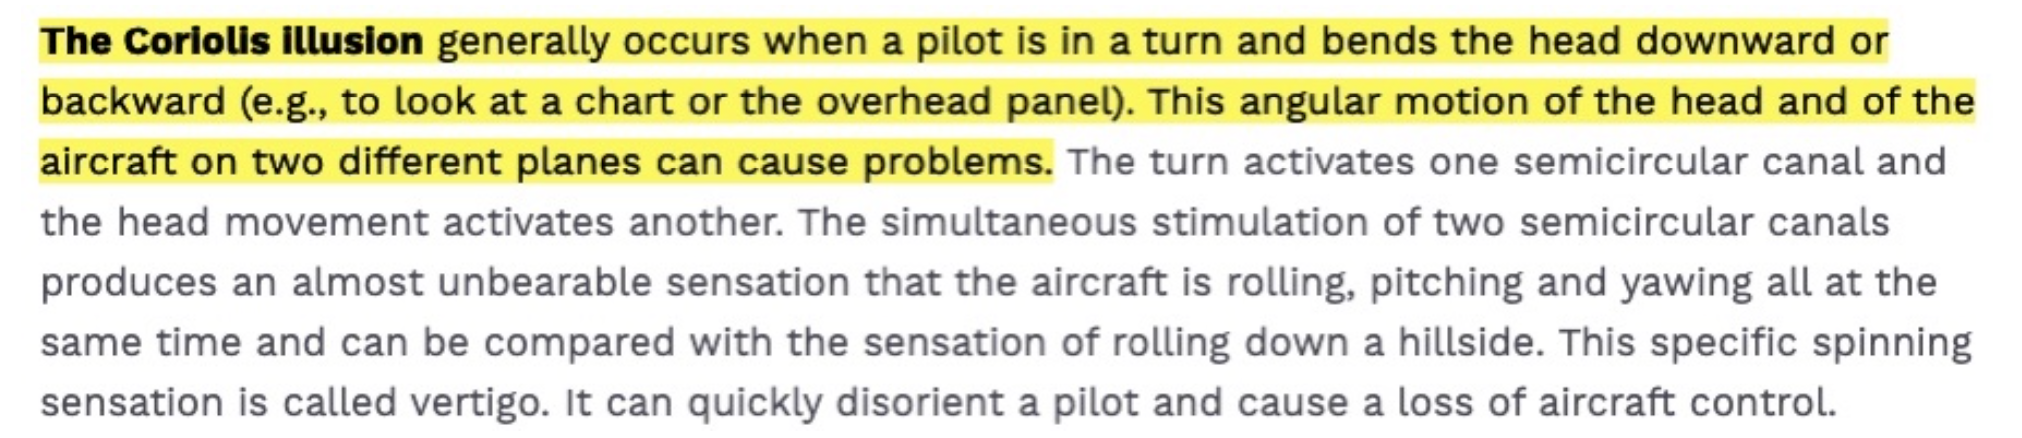 The Coriolis illusion generally occurs when a pilot is in a turn and bends the head downward or
backward (e.g., to look at a chart or the overhead panel). This angular motion of the head and of the
aircraft on two different planes can cause problems. The turn activates one semicircular canal and
the head movement activates another. The simultaneous stimulation of two semicircular canals
produces an almost unbearable sensation that the aircraft is rolling, pitching and yawing all at the
same time and can be compared with the sensation of rolling down a hillside. This specific spinning
sensation is called vertigo. It can quickly disorient a pilot and cause a loss of aircraft control.